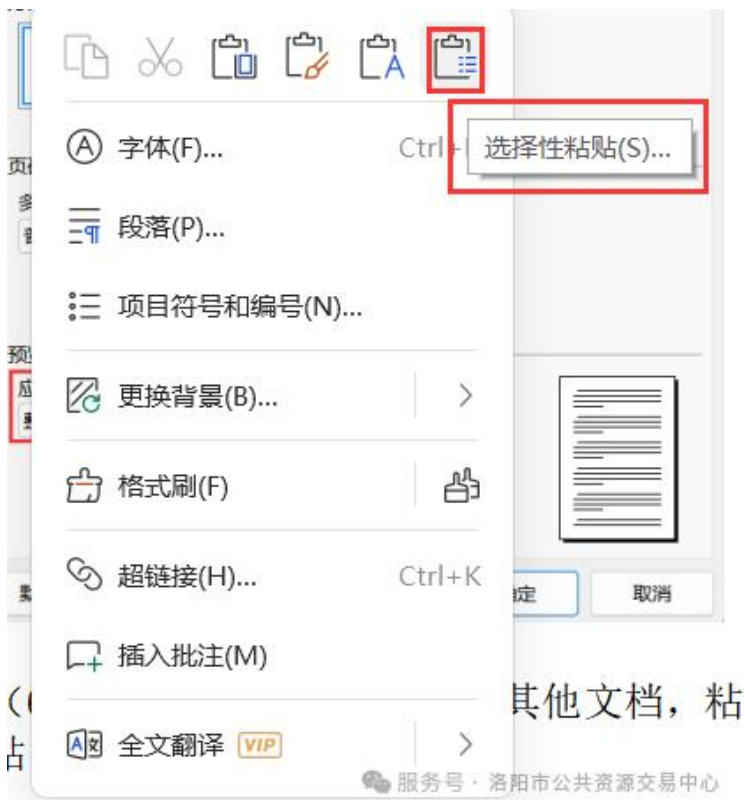 字体(F)...
Ctrl+
选择性粘贴(S)...
段落(P)...
项目符号和编号(N)...
更换背景(B)...
格式刷(F)
超链接(H)...
Ctrl+K
取消
插入批注(M)
其他文档，粘
全文翻译 VIP
服务号 · 洛阳市公共资源交易中心